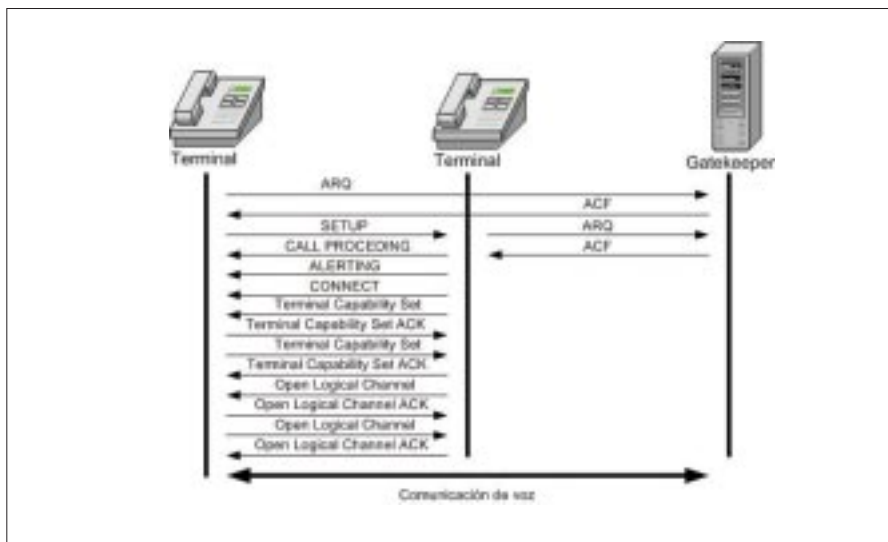 Terminal
Terminal
Gatekeeper
ARQ
ACF
SETUP
ARQ
CALL PROCEDING
ACF
ALERTING
CONNECT
Terminal Capability Set
Terminal Capability Set ACK
Terminal Capability Set
Terminal Capability Set ACK
Open Logical Channel
Open Logical Channel ACK
Open Logical Channel
Open Logical Channel ACK
Comunicación de voz